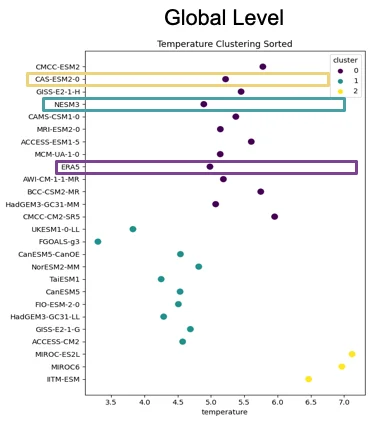 Global Level
Temperature Clustering Sorted
cluster
0
1
2
CMCC-ESM2
CAS-ESM2-0
GISS-E2-1-H
NESM3
CAMS-CSM1-0
MRI-ESM2-0
ACCESS-ESM1-5
MCM-UA-1-0
ERA5
AWI-CM-1-1-MR
BCC-CSM2-MR
HadGEM3-GC31-MM
CMCC-CM2-SR5
UKESM1-0-LL
FGOALS-g3
CanESM5-CanOE
NorESM2-MM
TaiESM1
CanESM5
FIO-ESM-2-0
HadGEM3-GC31-LL
GISS-E2-1-G
ACCESS-CM2
MIROC-ES2L
MIROC6
IITM-ESM
3.5 4.0 4.5 5.0 5.5 6.0 6.5 7.0
temperature